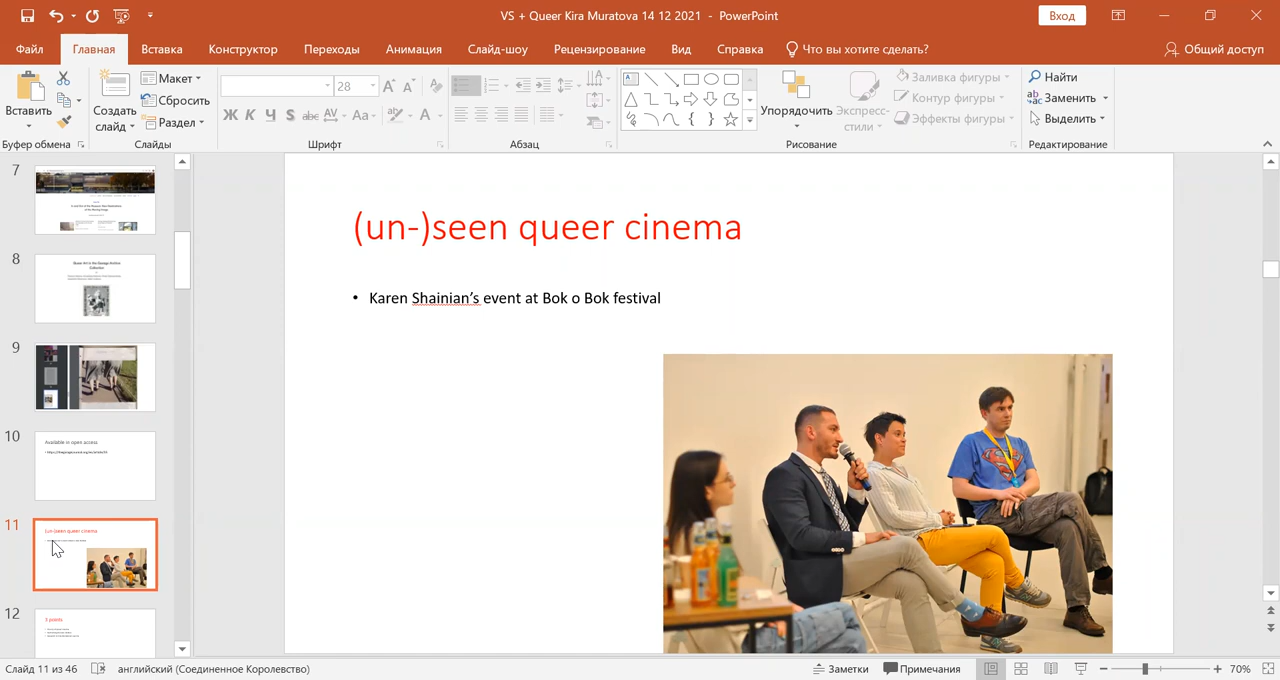 VS + Queer Kira Muratova 14 12 2021 - PowerPoint
Вход
Файл Главная Вставка Конструктор Переходы Анимация Слайд-шоу Рецензирование Вид Справка Что вы хотите сделать? Общий доступ
Вставить
Буфер обмена
Создать слайд
Макет
Сбросить
Раздел
Слайды
28
Ж К Ч S abc AV Aa A
Шрифт
Абзац
Упорядочить
Экспресс-стили
Заливка фигуры
Контур фигуры
Эффекты фигуры
Рисование
Найти
Заменить
Выделить
Редактирование
7
8
Queer Art in the Garage Archive
Collection
9
10
Available in open access
11
(un-)seen queer cinema
12
3 points
(un-)seen queer cinema
• Karen Shainian’s event at Bok o Bok festival
Слайд 11 из 46 английский (Соединенное Королевство) Заметки Примечания 70%